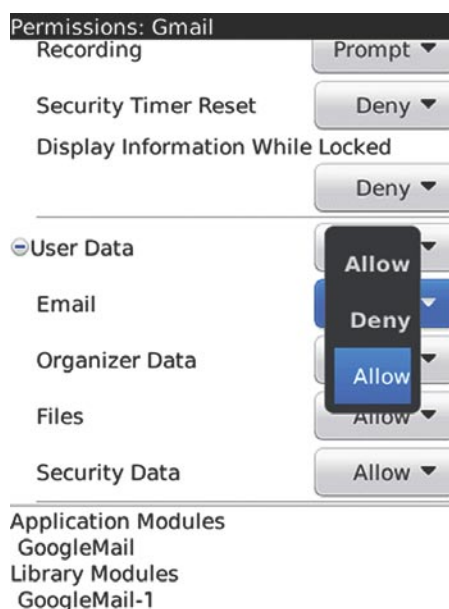 Permissions: Gmail
Recording Prompt
Security Timer Reset Deny
Display Information While Locked
Deny
User Data Allow
Email Deny
Organizer Data Allow
Files Allow
Security Data Allow
Application Modules
GoogleMail
Library Modules
GoogleMail-1